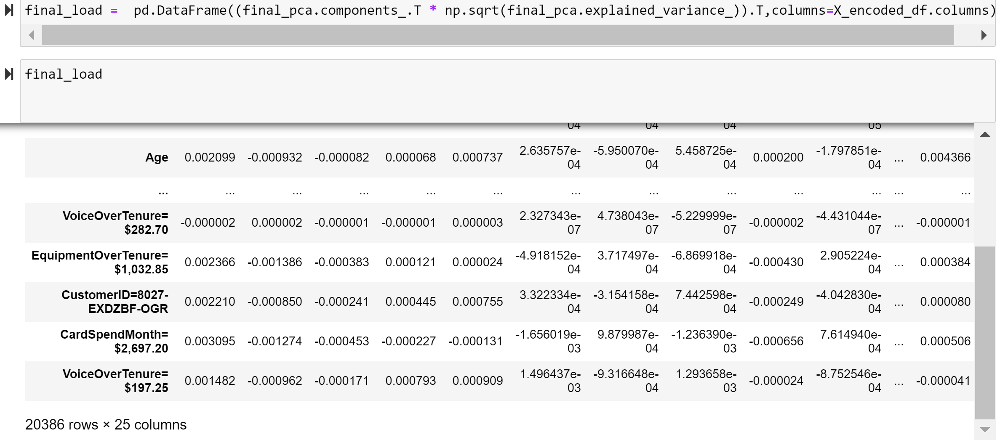 final_load =  pd.DataFrame((final_pca.components_.T * np.sqrt(final_pca.explained_variance_)).T,columns=X_encoded_df.columns)
final_load
04 04 04 05
Age 0.002099 -0.000932 -0.000082 0.000068 0.000737 2.635757e-04 -5.950070e-04 5.458725e-04 0.000200 -1.797851e-04 ... 0.004366
... ... ... ... ... ... ... ... ... ... ... ... ...
VoiceOverTenure=$282.70 -0.000002 0.000002 -0.000001 -0.000001 0.000003 2.327343e-07 4.738043e-07 -5.229999e-07 -0.000002 -4.431044e-07 ... -0.000001
EquipmentOverTenure=$1,032.85 0.002366 -0.001386 -0.000383 0.000121 0.000024 -4.918152e-04 3.717497e-04 -6.869918e-04 -0.000430 2.905224e-04 ... 0.000384
CustomerID=8027-EXDZBF-OGR 0.002210 -0.000850 -0.000241 0.000445 0.000755 3.322334e-04 -3.154158e-04 7.442598e-04 -0.000249 -4.042830e-04 ... 0.000080
CardSpendMonth=$2,697.20 0.003095 -0.001274 -0.000453 -0.000227 -0.000131 -1.656019e-03 9.879987e-04 -1.236390e-03 -0.000656 7.614940e-04 ... 0.000506
VoiceOverTenure=$197.25 0.001482 -0.000962 -0.000171 0.000793 0.000909 1.496437e-03 -9.316648e-04 1.293658e-03 -0.000024 -8.752546e-04 ... -0.000041
20386 rows × 25 columns